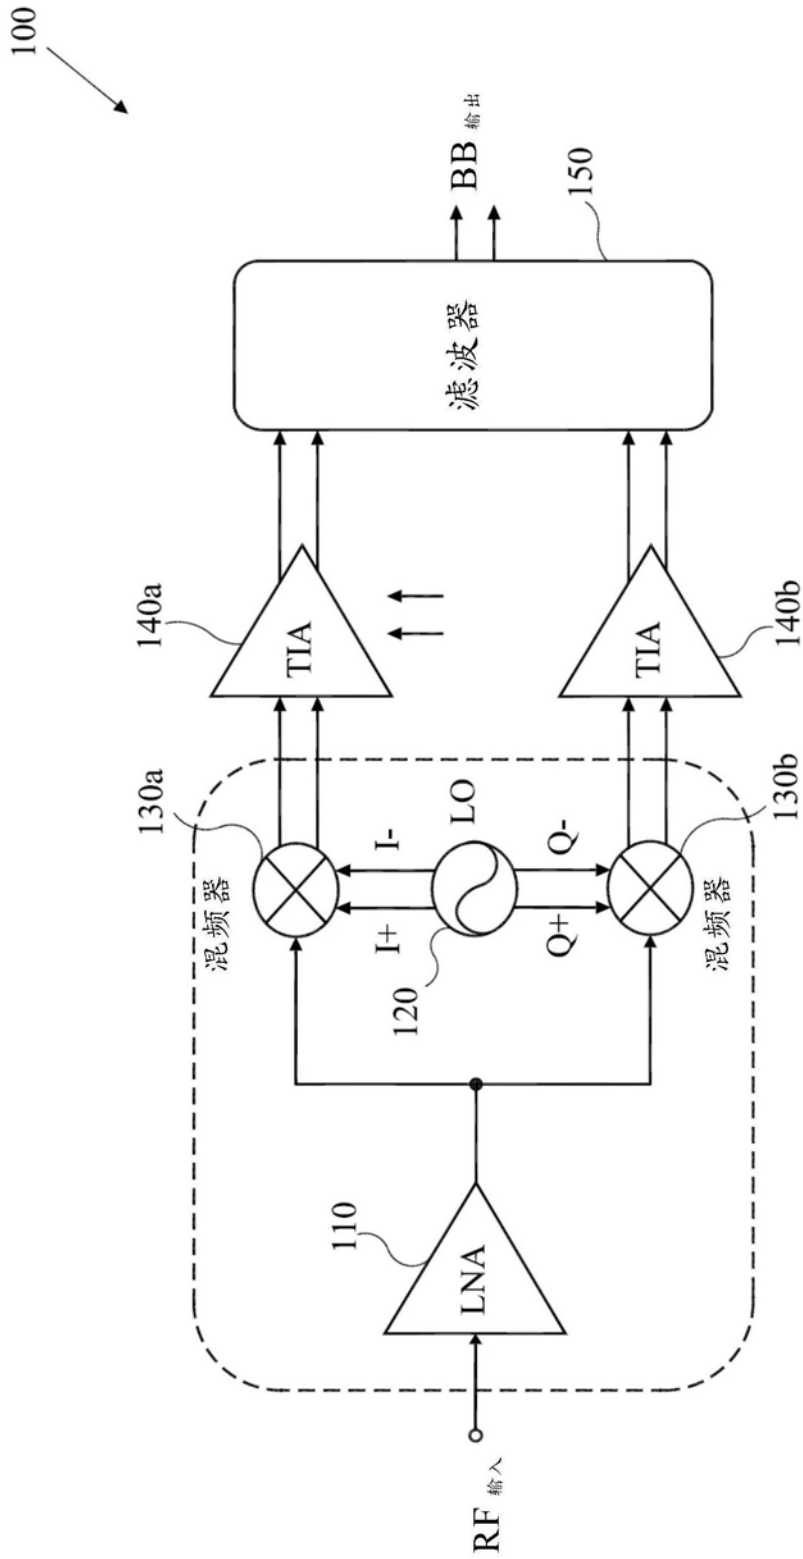 100
RF 输入
LNA
110
混频器
130a
I+
I-
120
LO
Q+
Q-
混频器
130b
TIA
140a
TIA
140b
滤波器
150
BB 输出